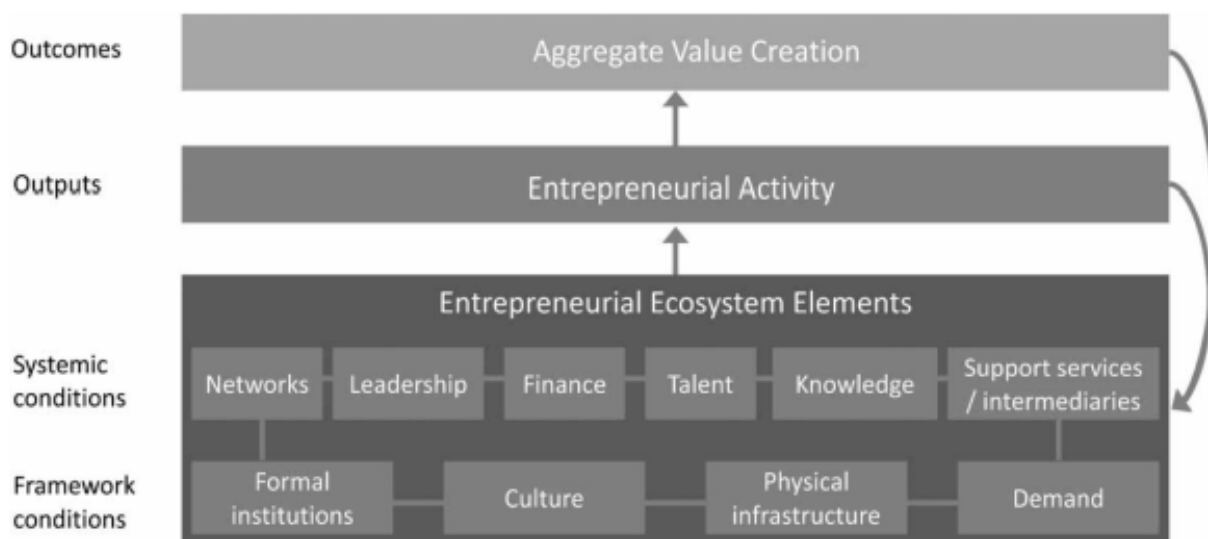 Outcomes
Aggregate Value Creation
Outputs
Entrepreneurial Activity
Entrepreneurial Ecosystem Elements
Systemic
conditions
Networks
Leadership
Finance
Talent
Knowledge
Support services
/ intermediaries
Framework
conditions
Formal
institutions
Culture
Physical
infrastructure
Demand